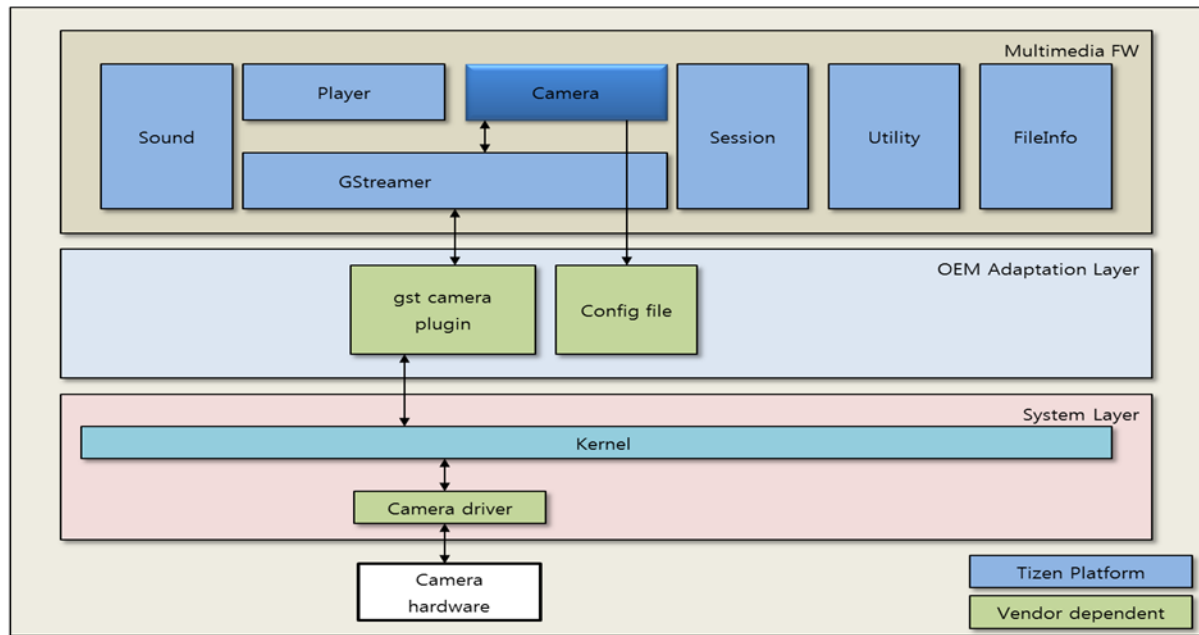 Multimedia FW
Sound
Player
Camera
Session
Utility
FileInfo
GStreamer
OEM Adaptation Layer
gst camera
plugin
Config file
System Layer
Kernel
Camera driver
Camera
hardware
Tizen Platform
Vendor dependent